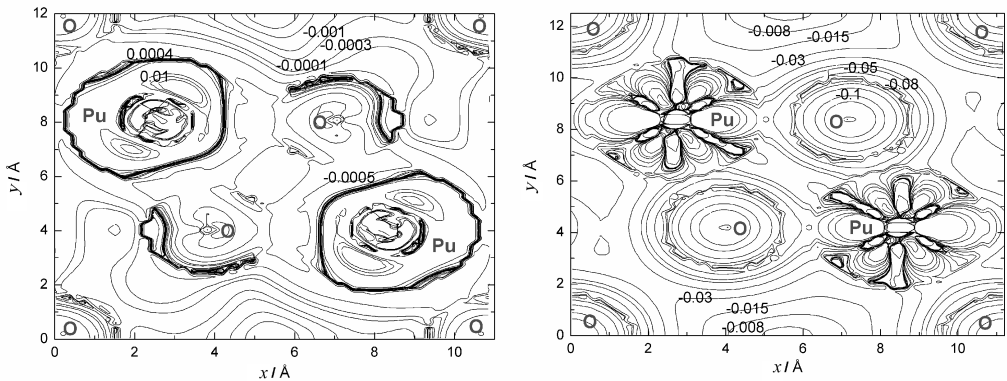 O
-0.001
-0.0003
-0.0001
O
0.0004
0.01
Pu
O
-0.0005
O
Pu
O
O
12
10
8
6
4
2
0
y / Å
0 2 4 6 8 10
x / Å
O
-0.008
-0.015
O
-0.03
-0.05
-0.08
-0.1
Pu
O
O
Pu
-0.03
-0.015
-0.008
O
O
12
10
8
6
4
2
0
y / Å
0 2 4 6 8 10
x / Å